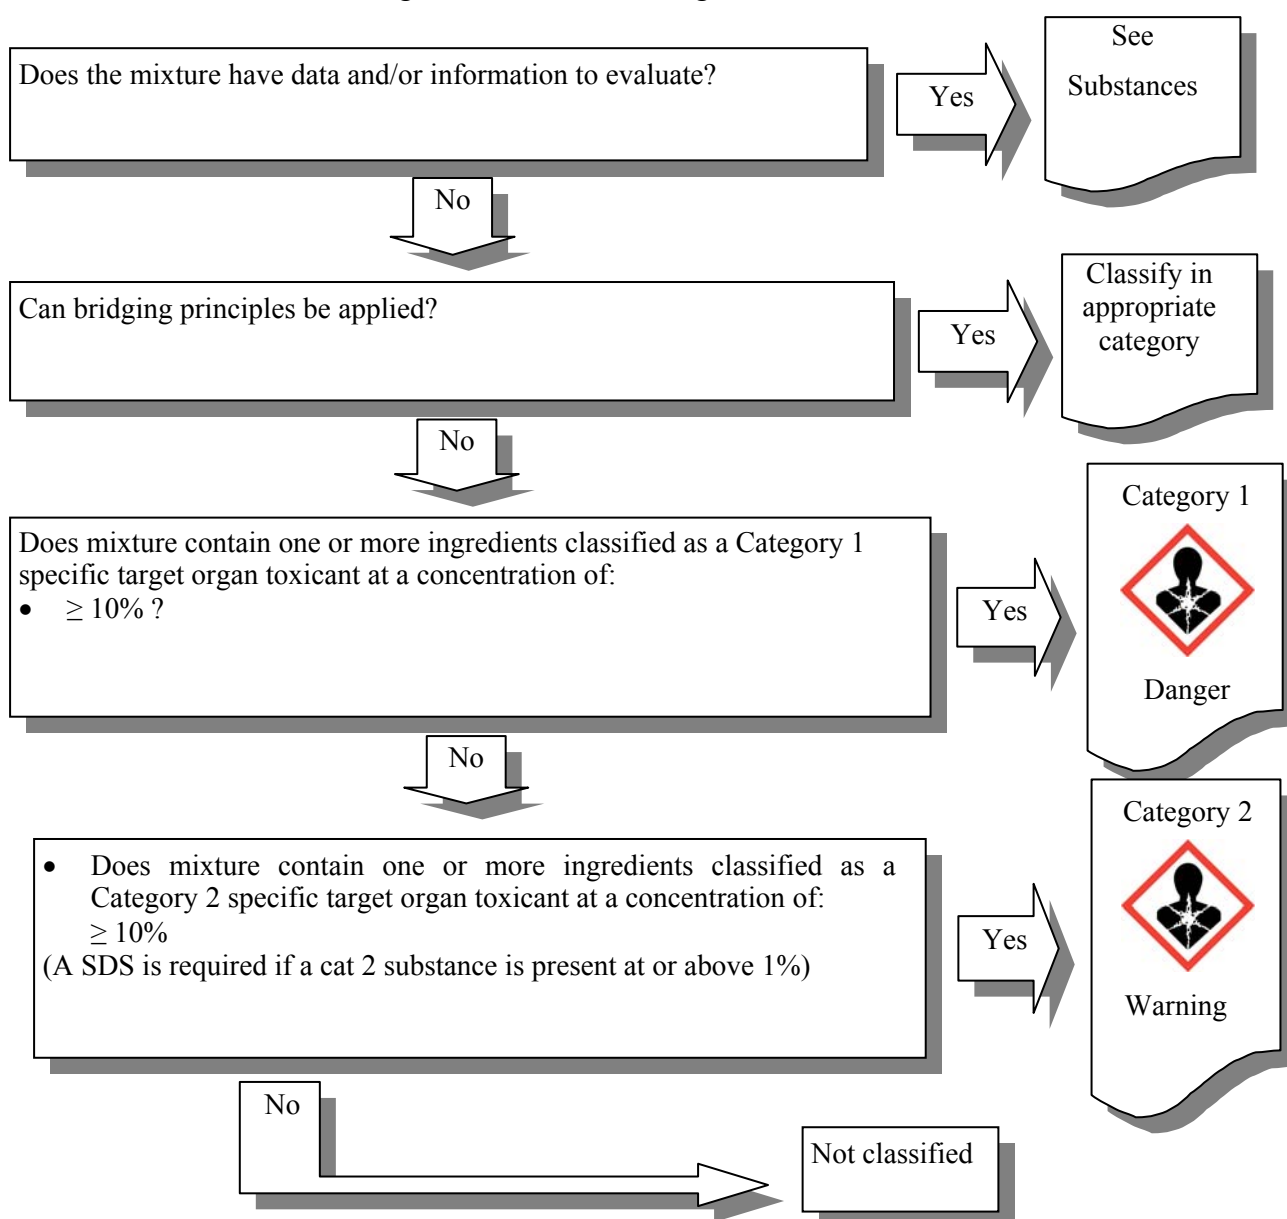 Does the mixture have data and/or information to evaluate?
Yes
See
Substances
No
Can bridging principles be applied?
Yes
Classify in
appropriate
category
No
Does mixture contain one or more ingredients classified as a Category 1
specific target organ toxicant at a concentration of:
• ≥ 10% ?
Yes
Category 1
Danger
No
• Does mixture contain one or more ingredients classified as a
Category 2 specific target organ toxicant at a concentration of:
≥ 10%
(A SDS is required if a cat 2 substance is present at or above 1%)
Yes
Category 2
Warning
No
Not classified